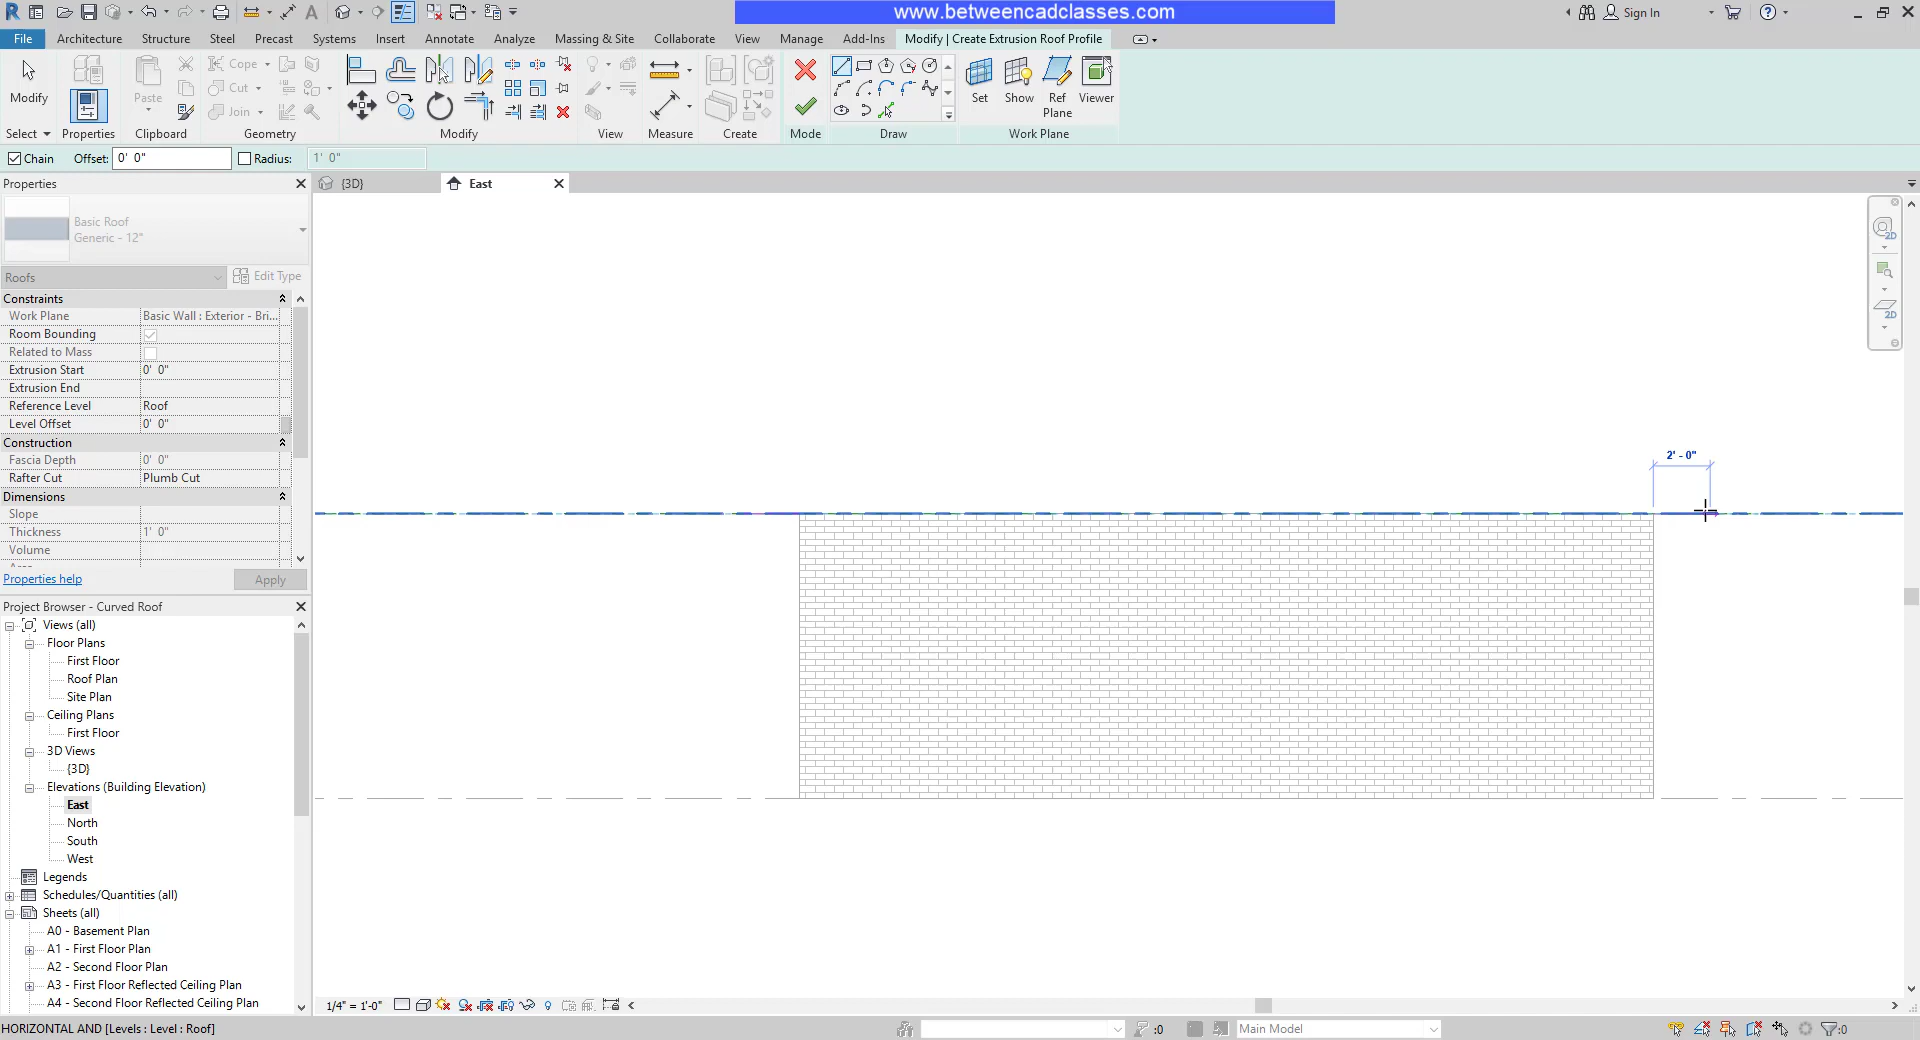 www.betweencadclasses.com
Sign In
File Architecture Structure Steel Precast Systems Insert Annotate Analyze Massing & Site Collaborate View Manage Add-Ins Modify | Create Extrusion Roof Profile
Modify
Paste
Cope
Cut
Join
Set Show Ref Plane Viewer
Select Properties Clipboard Geometry Modify View Measure Create Mode Draw Work Plane
Chain Offset: 0' 0" Radius: 1' 0"
Properties
{3D} East
Basic Roof
Generic - 12"
Roofs Edit Type
Constraints
Work Plane Basic Wall : Exterior - Bri...
Room Bounding
Related to Mass
Extrusion Start 0' 0"
Extrusion End
Reference Level Roof
Level Offset 0' 0"
Construction
Fascia Depth 0' 0"
Rafter Cut Plumb Cut
Dimensions
Slope
Thickness 1' 0"
Volume
Properties help Apply
2' - 0"
Project Browser - Curved Roof
Views (all)
Floor Plans
First Floor
Roof Plan
Site Plan
Ceiling Plans
First Floor
3D Views
{3D}
Elevations (Building Elevation)
East
North
South
West
Legends
Schedules/Quantities (all)
Sheets (all)
A0 - Basement Plan
A1 - First Floor Plan
A2 - Second Floor Plan
A3 - First Floor Reflected Ceiling Plan
A4 - Second Floor Reflected Ceiling Plan
1/4" = 1'-0"
HORIZONTAL AND [Levels : Level : Roof]
:0
Main Model
:0
2D
2D